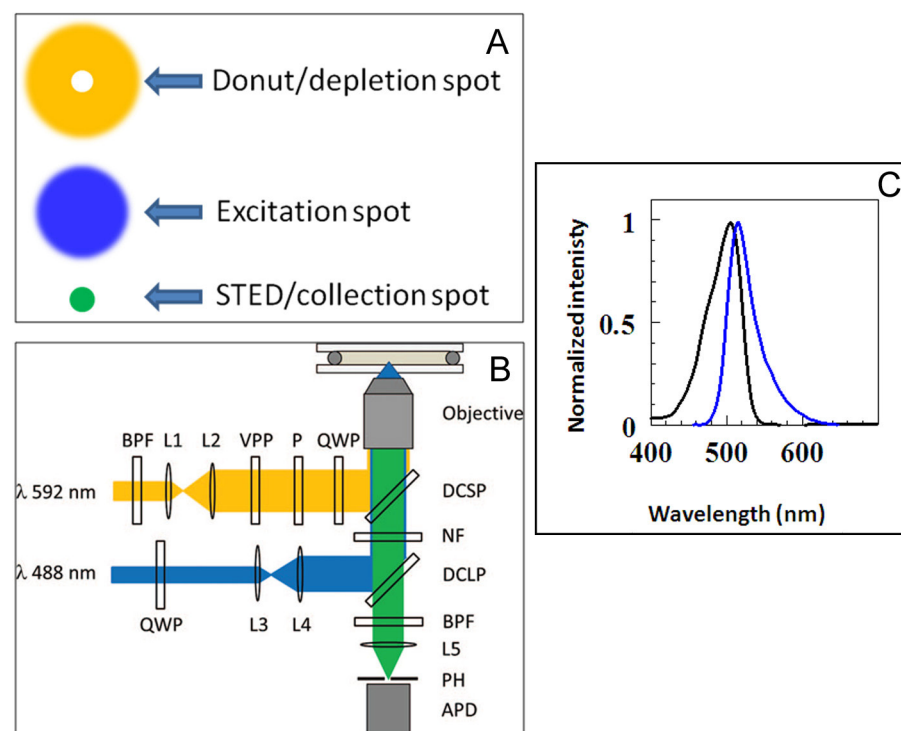 A
Donut/depletion spot
Excitation spot
STED/collection spot
B
Objective
BPF L1 L2 VPP P QWP
λ 592 nm
DCSP
NF
λ 488 nm
DCLP
QWP L3 L4
BPF
L5
PH
APD
C
Normalized intenisty
1
0.5
0
400 500 600
Wavelength (nm)